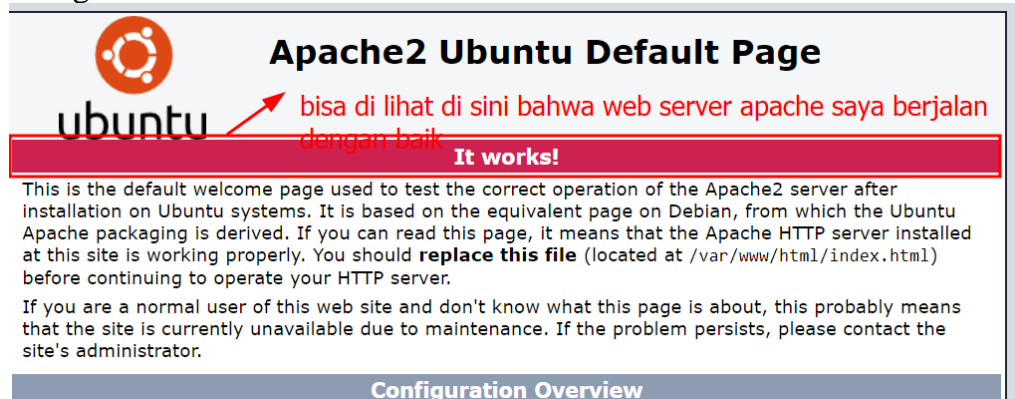 Apache2 Ubuntu Default Page
ubuntu
bisa di lihat di sini bahwa web server apache saya berjalan
dengan baik
It works!
This is the default welcome page used to test the correct operation of the Apache2 server after
installation on Ubuntu systems. It is based on the equivalent page on Debian, from which the Ubuntu
Apache packaging is derived. If you can read this page, it means that the Apache HTTP server installed
at this site is working properly. You should replace this file (located at /var/www/html/index.html)
before continuing to operate your HTTP server.
If you are a normal user of this web site and don't know what this page is about, this probably means
that the site is currently unavailable due to maintenance. If the problem persists, please contact the
site's administrator.
Configuration Overview